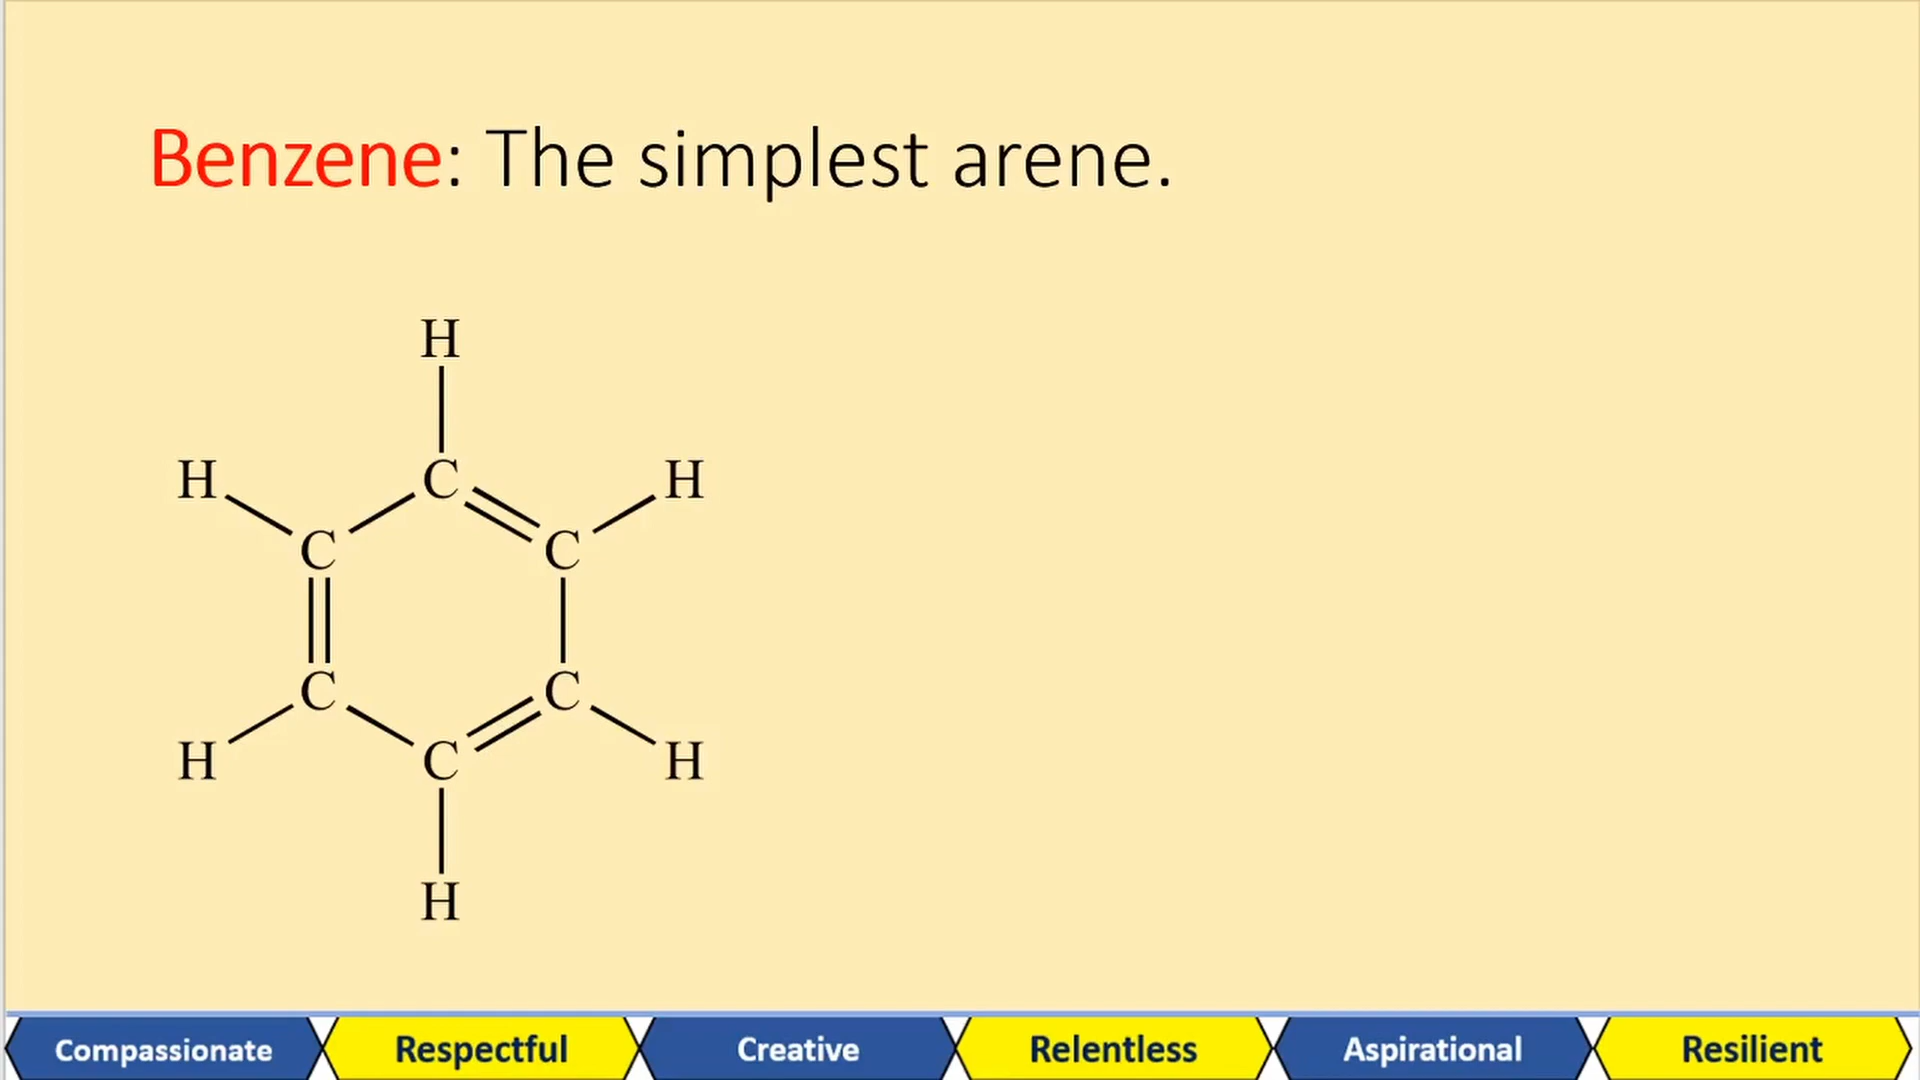 Benzene: The simplest arene.
H
H C H
C C
C C
H C H
H
Compassionate Respectful Creative Relentless Aspirational Resilient